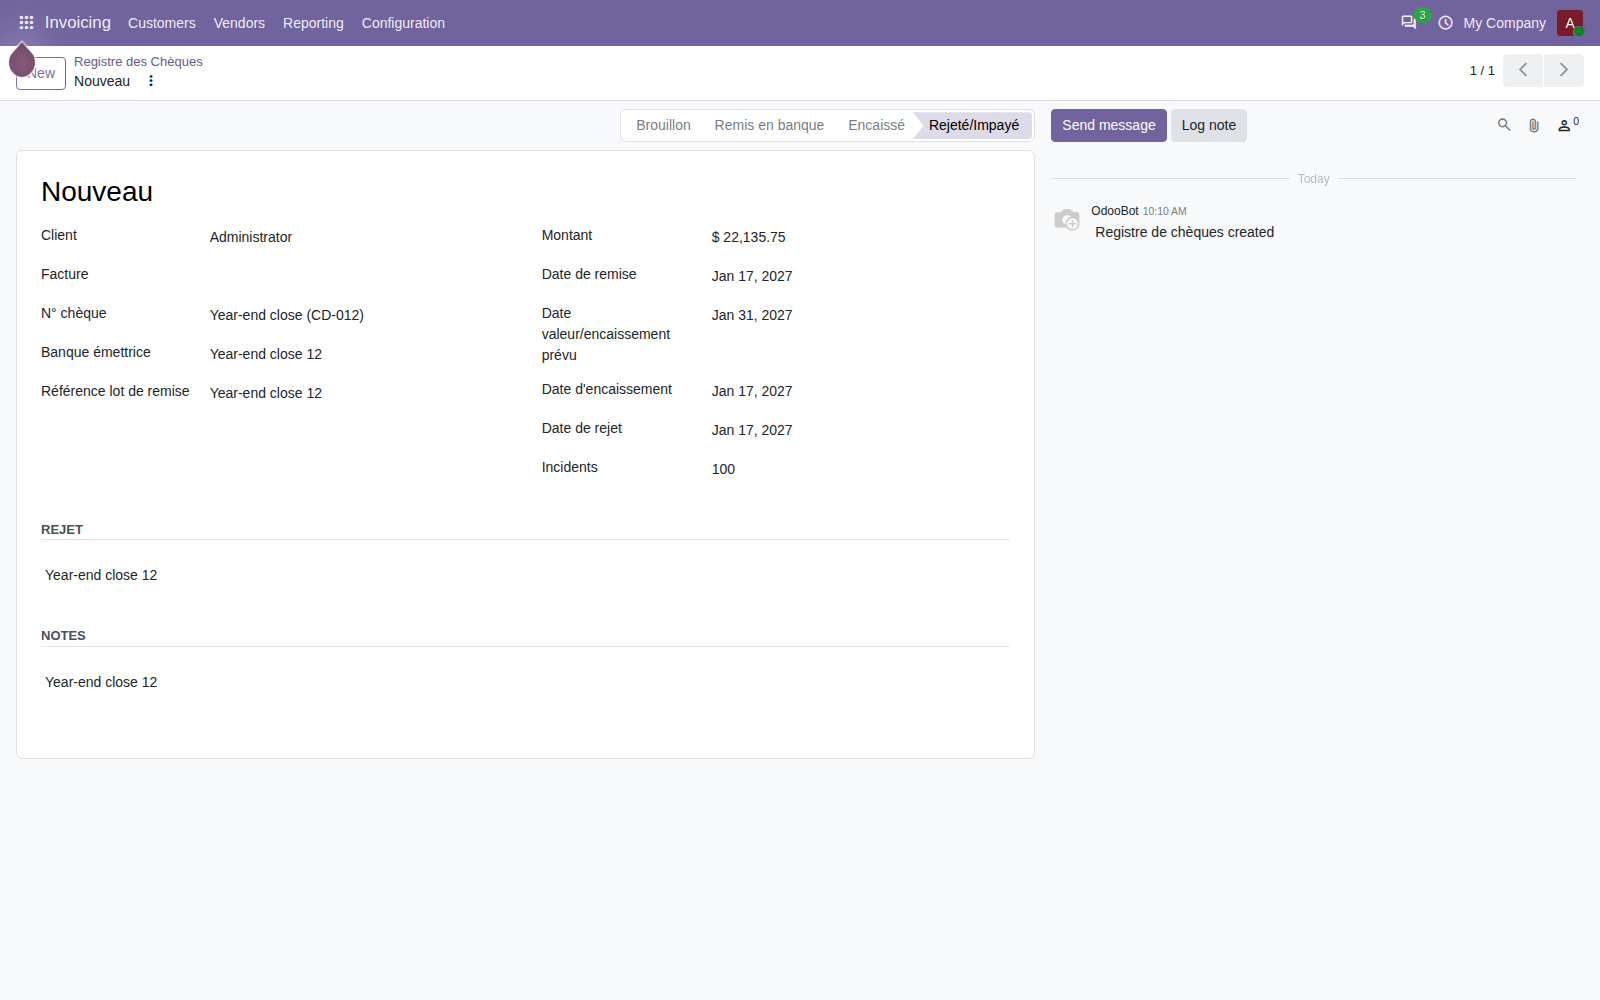 Invoicing Customers Vendors Reporting Configuration 3 My Company A
New Registre des Chèques
Nouveau
1 / 1
Brouillon Remis en banque Encaissé Rejeté/Impayé
Send message Log note 0
Nouveau
Client Administrator
Facture
N° chèque Year-end close (CD-012)
Banque émettrice Year-end close 12
Référence lot de remise Year-end close 12
Montant $ 22,135.75
Date de remise Jan 17, 2027
Date Jan 31, 2027
valeur/encaissement
prévu
Date d'encaissement Jan 17, 2027
Date de rejet Jan 17, 2027
Incidents 100
REJET
Year-end close 12
NOTES
Year-end close 12
Today
OdooBot 10:10 AM
Registre de chèques created